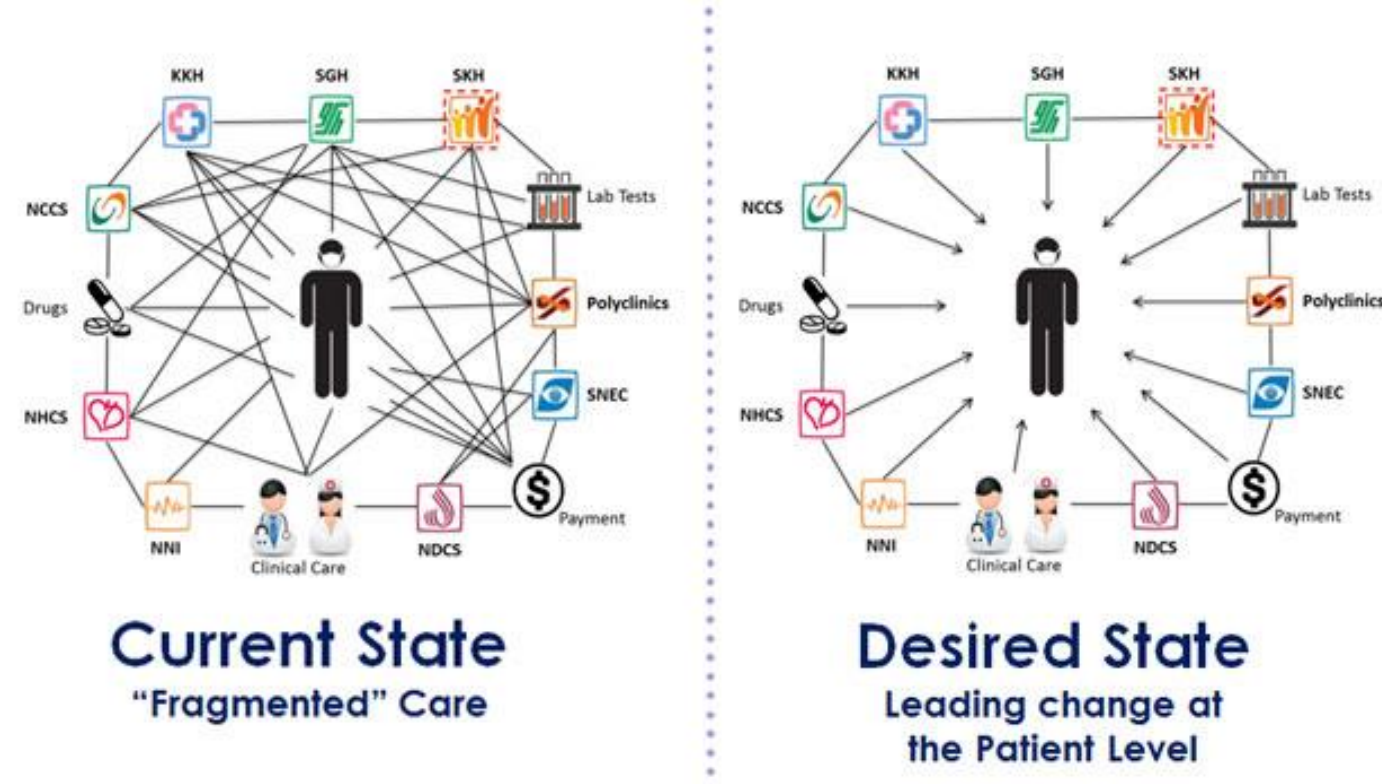 KKH
SGH
SKH
NCCS
Lab Tests
Drugs
Polyclinics
NHCS
SNEC
$
Payment
NNI
NDCS
Clinical Care
Current State
“Fragmented” Care
KKH
SGH
SKH
NCCS
Lab Tests
Drugs
Polyclinics
NHCS
SNEC
$
Payment
NNI
NDCS
Clinical Care
Desired State
Leading change at
the Patient Level